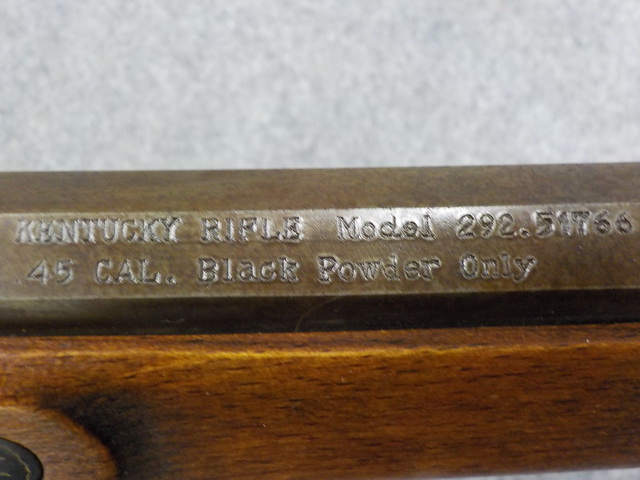 KENTUCKY RIFLE Model 292.51766
.45 CAL. Black Powder Only